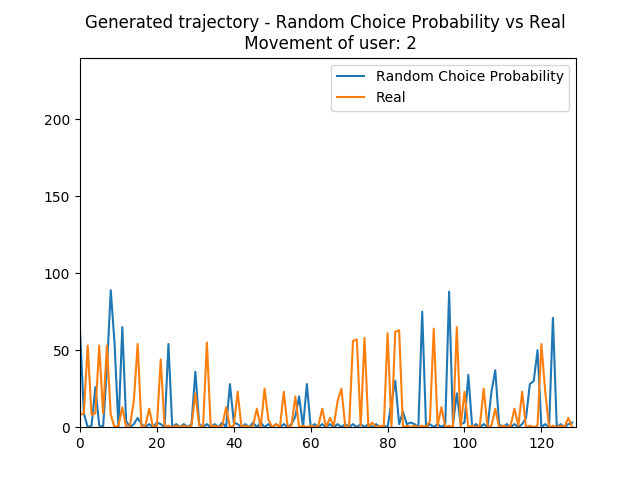 Generated trajectory - Random Choice Probability vs Real
Movement of user: 2
Random Choice Probability
Real
200
150
100
50
0
0 20 40 60 80 100 120